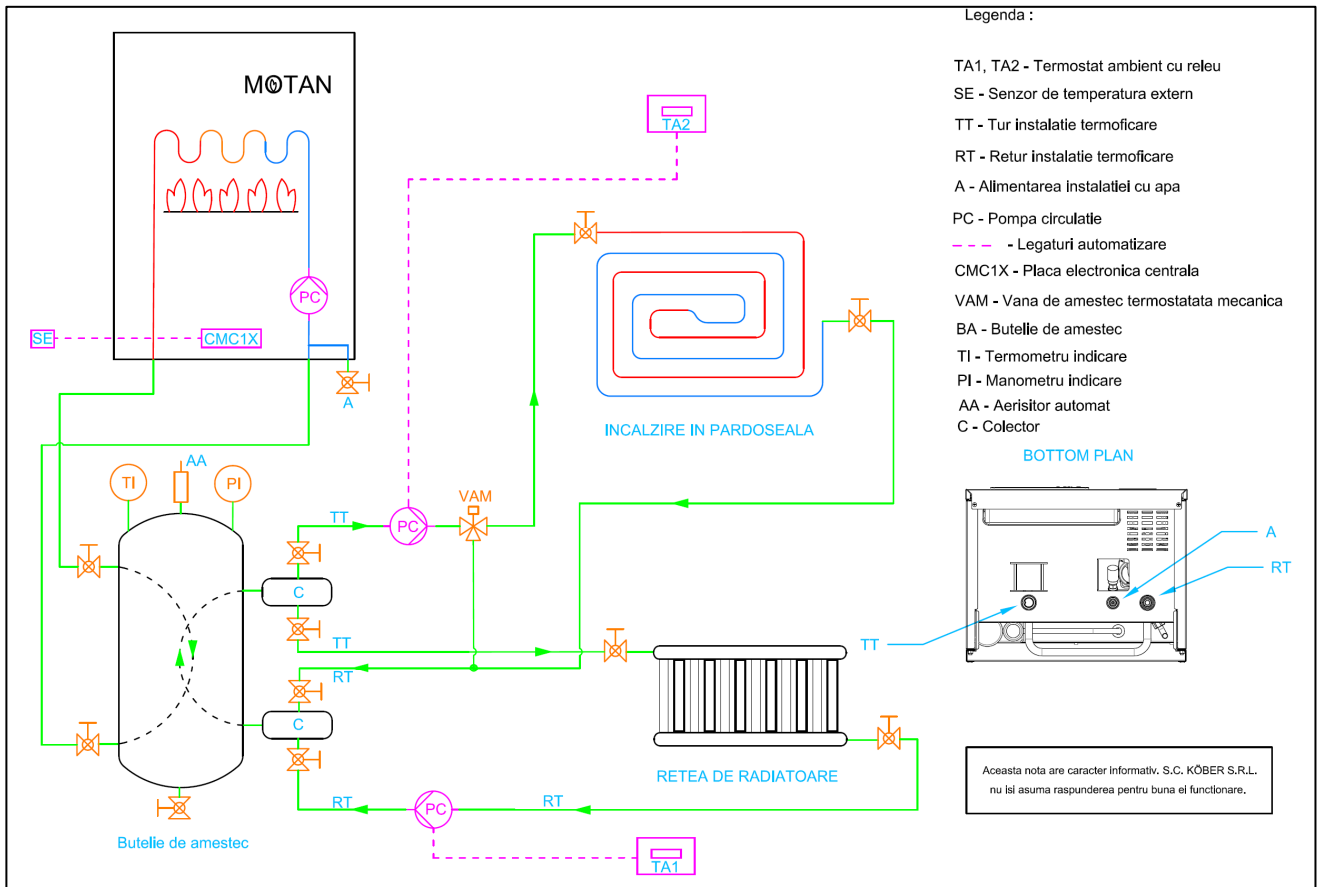 Legenda :
MOTAN
TA1, TA2 - Termostat ambient cu releu
SE - Senzor de temperatura extern
TT - Tur instalatie termoficare
RT - Retur instalatie termoficare
A - Alimentarea instalatiei cu apa
PC - Pompa circulatie
- Legaturi automatizare
CMC1X - Placa electronica centrala
VAM - Vana de amestec termostatata mecanica
BA - Butelie de amestec
TI - Termometru indicare
PI - Manometru indicare
AA - Aerisitor automat
C - Colector
TA2
PC
SE
CMC1X
A
INCALZIRE IN PARDOSEALA
BOTTOM PLAN
AA
TI
PI
VAM
TT
PC
A
RT
C
TT
TT
RT
C
RETEA DE RADIATOARE
Aceasta nota are caracter informativ. S.C. KÖBER S.R.L.
nu isi asuma raspunderea pentru buna ei functionare.
RT
PC
RT
Butelie de amestec
TA1